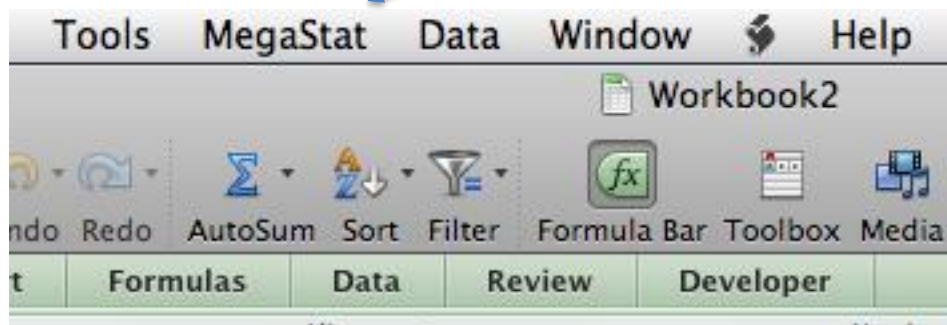 Tools MegaStat Data Window Help
Workbook2
fx
ndo Redo AutoSum Sort Filter Formula Bar Toolbox Media
t Formulas Data Review Developer